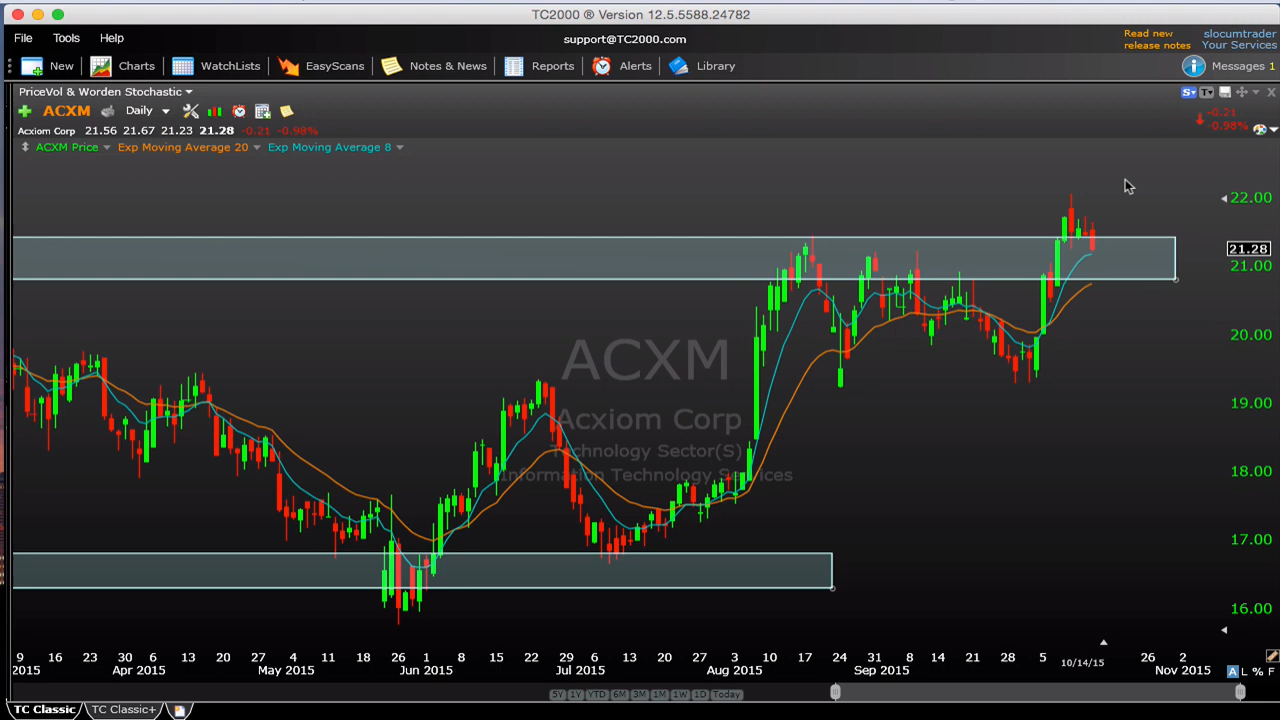 TC2000 ® Version 12.5.5588.24782
File Tools Help
support@TC2000.com
Read new
release notes
slocumtrader
Your Services
New Charts WatchLists EasyScans Notes & News Reports Alerts Library
Messages 1
PriceVol & Worden Stochastic
S T
ACXM Daily
-0.21
-0.98%
Acxiom Corp 21.56 21.67 21.23 21.28 -0.21 -0.98%
ACXM Price Exp Moving Average 20 Exp Moving Average 8
22.00
21.28
21.00
20.00
19.00
18.00
17.00
16.00
ACXM
Acxiom Corp
Technology Sector(S)
Information Technology Services
9 16 23 30 6 13 20 27 4 11 18 26 1 8 15 22 29 6 13 20 27 3 10 17 24 31 8 14 21 28 5 10/14/15 26 2
2015 Apr 2015 May 2015 Jun 2015 Jul 2015 Aug 2015 Sep 2015 Nov 2015
A L % F
5Y 1Y YTD 6M 3M 1M 1W 1D Today
TC Classic TC Classic+